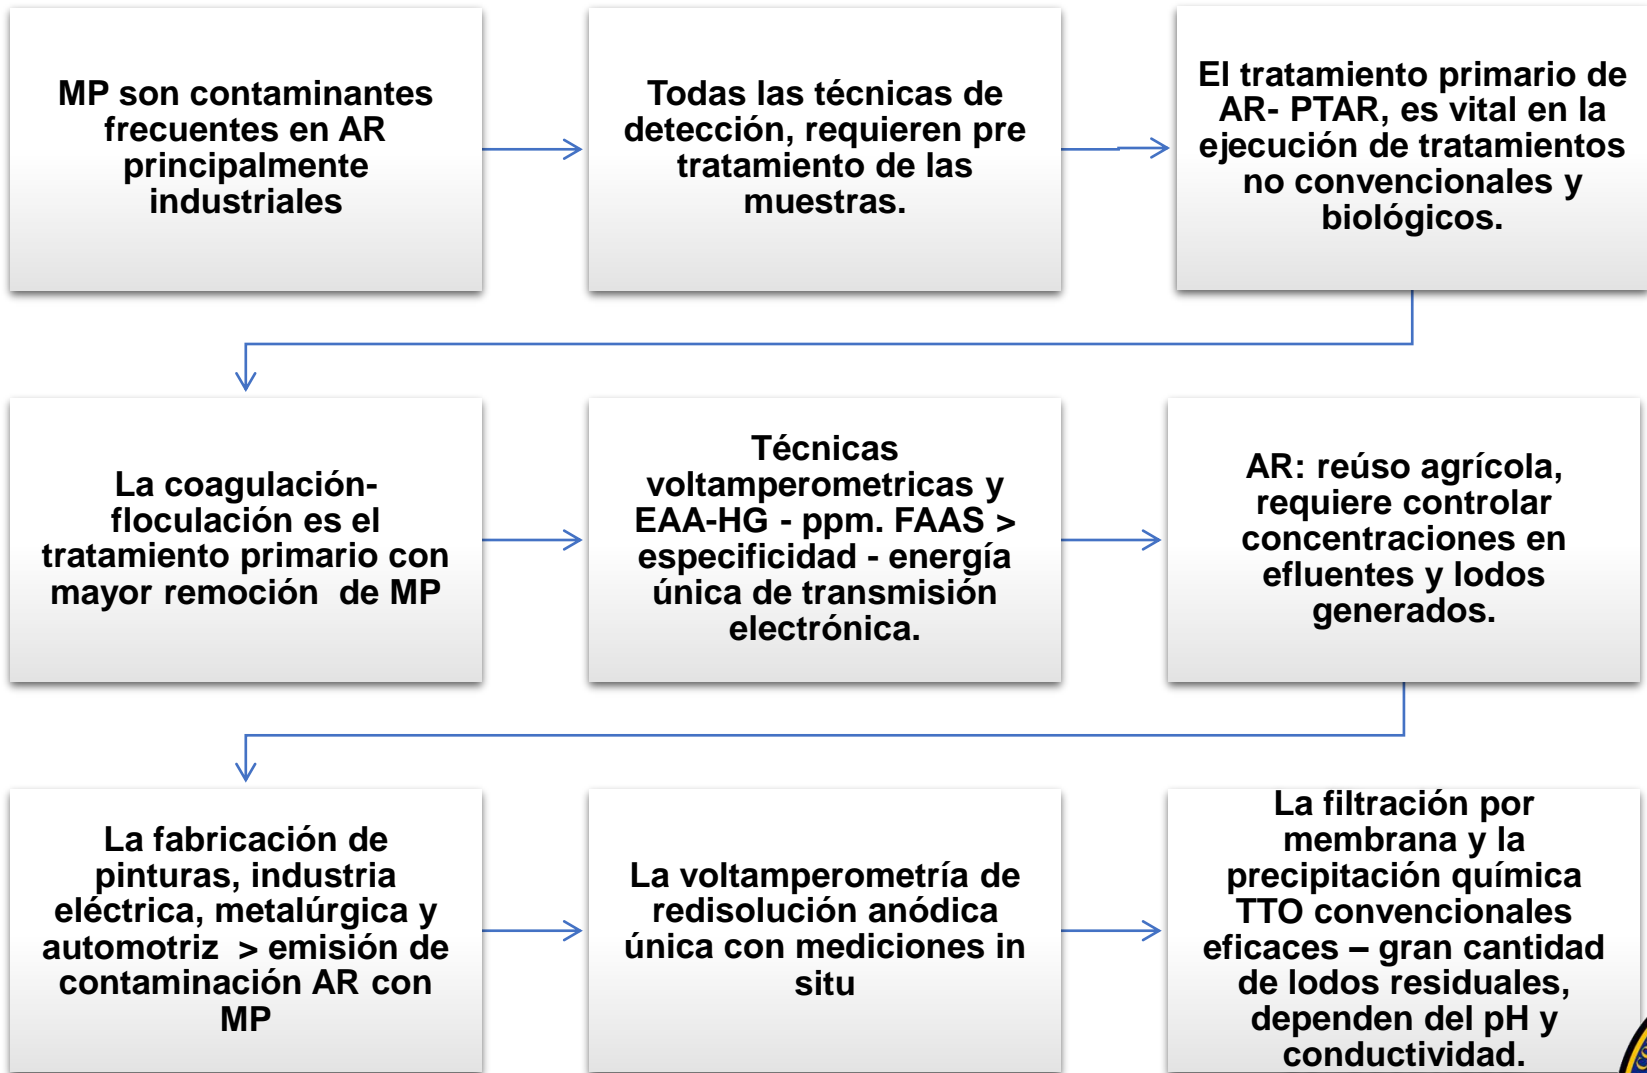 MP son contaminantes
frecuentes en AR
principalmente
industriales
Todas las técnicas de
detección, requieren pre
tratamiento de las
muestras.
El tratamiento primario de
AR- PTAR, es vital en la
ejecución de tratamientos
no convencionales y
biológicos.
La coagulación-
floculación es el
tratamiento primario con
mayor remoción de MP
Técnicas
voltamperometricas y
EAA-HG - ppm. FAAS >
especificidad - energía
única de transmisión
electrónica.
AR: reúso agrícola,
requiere controlar
concentraciones en
efluentes y lodos
generados.
La fabricación de
pinturas, industria
eléctrica, metalúrgica y
automotriz > emisión de
contaminación AR con
MP
La voltamperometría de
redisolución anódica
única con mediciones in
situ
La filtración por
membrana y la
precipitación química
TTO convencionales
eficaces – gran cantidad
de lodos residuales,
dependen del pH y
conductividad.